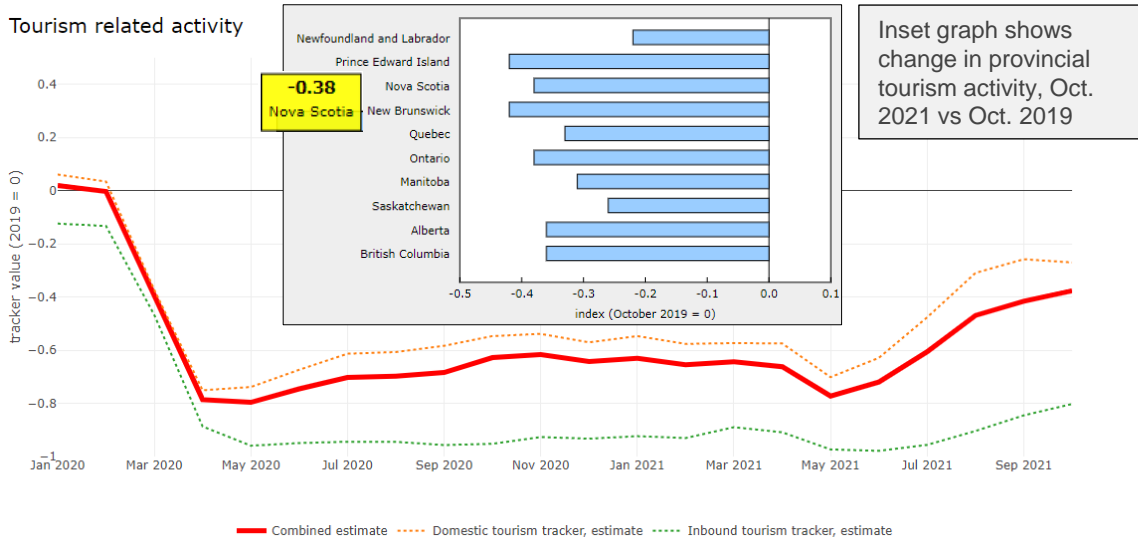 Tourism related activity
Inset graph shows
change in provincial
tourism activity, Oct.
2021 vs Oct. 2019
-0.38
Nova Scotia
Newfoundland and Labrador
Prince Edward Island
Nova Scotia
New Brunswick
Quebec
Ontario
Manitoba
Saskatchewan
Alberta
British Columbia
-0.5 -0.4 -0.3 -0.2 -0.1 0.0 0.1
index (October 2019 = 0)
tracker value (2019 = 0)
0.4
0.2
0
−0.2
−0.4
−0.6
−0.8
−1
Jan 2020 Mar 2020 May 2020 Jul 2020 Sep 2020 Nov 2020 Jan 2021 Mar 2021 May 2021 Jul 2021 Sep 2021
Combined estimate Domestic tourism tracker, estimate Inbound tourism tracker, estimate